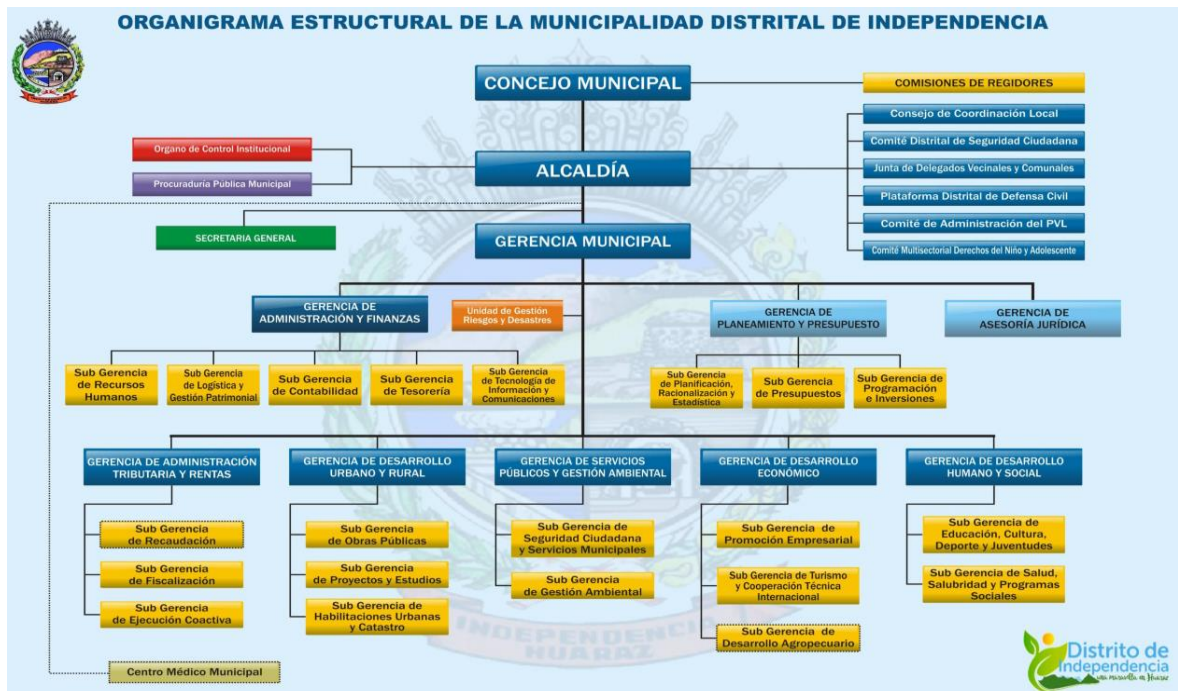 ORGANIGRAMA ESTRUCTURAL DE LA MUNICIPALIDAD DISTRITAL DE INDEPENDENCIA
CONCEJO MUNICIPAL
COMISIONES DE REGIDORES
Consejo de Coordinación Local
Comité Distrital de Seguridad Ciudadana
Junta de Delegados Vecinales y Comunales
Plataforma Distrital de Defensa Civil
Comité de Administración del PVL
Comité Multisectorial Derechos del Niño y Adolescente
Organo de Control Institucional
Procuraduría Pública Municipal
ALCALDÍA
SECRETARIA GENERAL
GERENCIA MUNICIPAL
GERENCIA DE
ADMINISTRACIÓN Y FINANZAS
Unidad de Gestión
Riesgos y Desastres
GERENCIA DE
PLANEAMIENTO Y PRESUPUESTO
GERENCIA DE
ASESORÍA JURÍDICA
Sub Gerencia
de Recursos
Humanos
Sub Gerencia
de Logística y
Gestión Patrimonial
Sub Gerencia
de Contabilidad
Sub Gerencia
de Tesorería
Sub Gerencia
de Tecnología de
Información y
Comunicaciones
Sub Gerencia
de Planificación,
Racionalización y
Estadística
Sub Gerencia
de Presupuestos
Sub Gerencia de
Programación
e Inversiones
GERENCIA DE ADMINISTRACIÓN
TRIBUTARIA Y RENTAS
GERENCIA DE DESARROLLO
URBANO Y RURAL
GERENCIA DE SERVICIOS
PÚBLICOS Y GESTIÓN AMBIENTAL
GERENCIA DE DESARROLLO
ECONÓMICO
GERENCIA DE DESARROLLO
HUMANO Y SOCIAL
Sub Gerencia
de Recaudación
Sub Gerencia
de Fiscalización
Sub Gerencia
de Ejecución Coactiva
Sub Gerencia
de Obras Públicas
Sub Gerencia
de Proyectos y Estudios
Sub Gerencia de
Habilitaciones Urbanas
y Catastro
Sub Gerencia de
Seguridad Ciudadana
y Servicios Municipales
Sub Gerencia
de Gestión Ambiental
Sub Gerencia de
Promoción Empresarial
Sub Gerencia de Turismo
y Cooperación Técnica
Internacional
Sub Gerencia de
Desarrollo Agropecuario
Sub Gerencia de
Educación, Cultura,
Deporte y Juventudes
Sub Gerencia de Salud,
Salubridad y Programas
Sociales
Centro Médico Municipal
INDEPENDENCIA
HUARAZ
Distrito de
Independencia
una maravilla en Huaraz